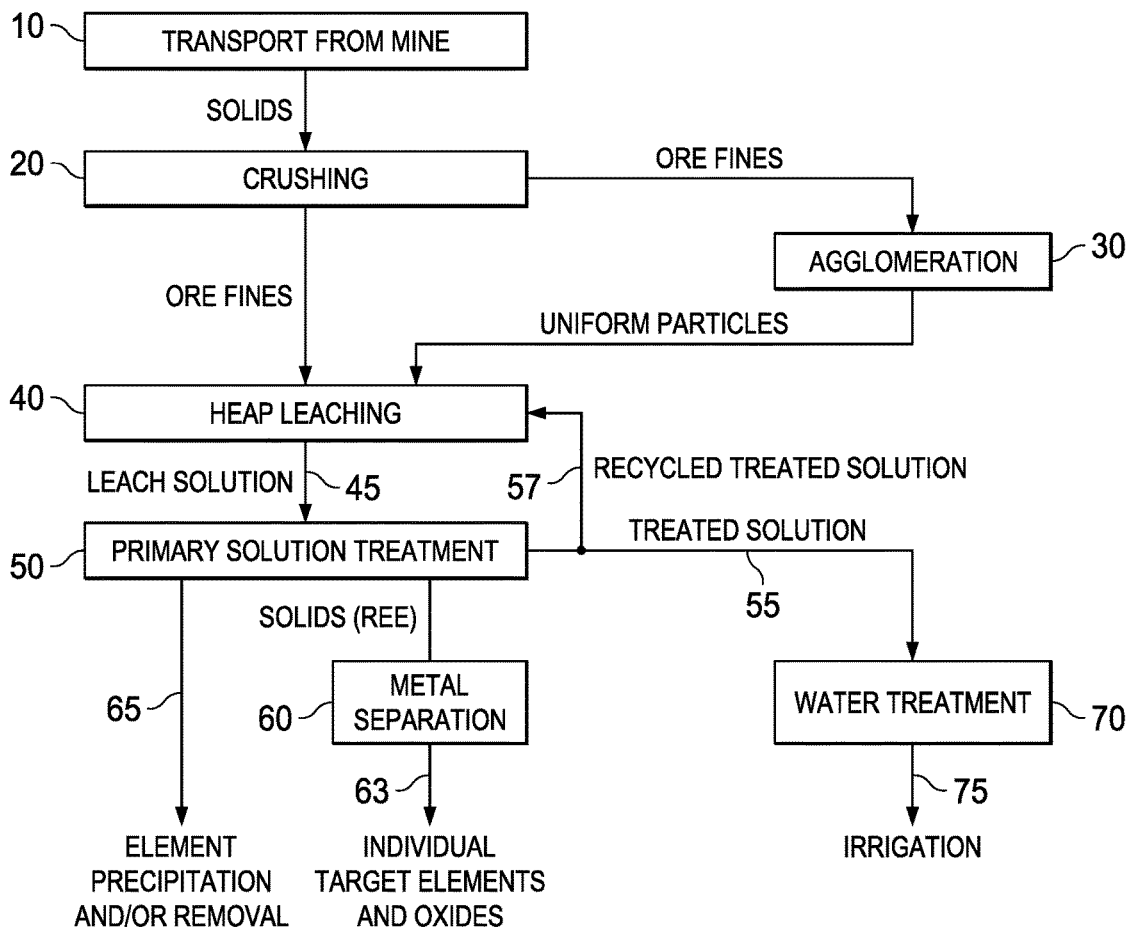 10
TRANSPORT FROM MINE
SOLIDS
20
CRUSHING
ORE FINES
AGGLOMERATION
30
ORE FINES
UNIFORM PARTICLES
40
HEAP LEACHING
LEACH SOLUTION
45
57
RECYCLED TREATED SOLUTION
50
PRIMARY SOLUTION TREATMENT
TREATED SOLUTION
55
SOLIDS (REE)
65
60
METAL
SEPARATION
WATER TREATMENT
70
63
75
ELEMENT
PRECIPITATION
AND/OR REMOVAL
INDIVIDUAL
TARGET ELEMENTS
AND OXIDES
IRRIGATION